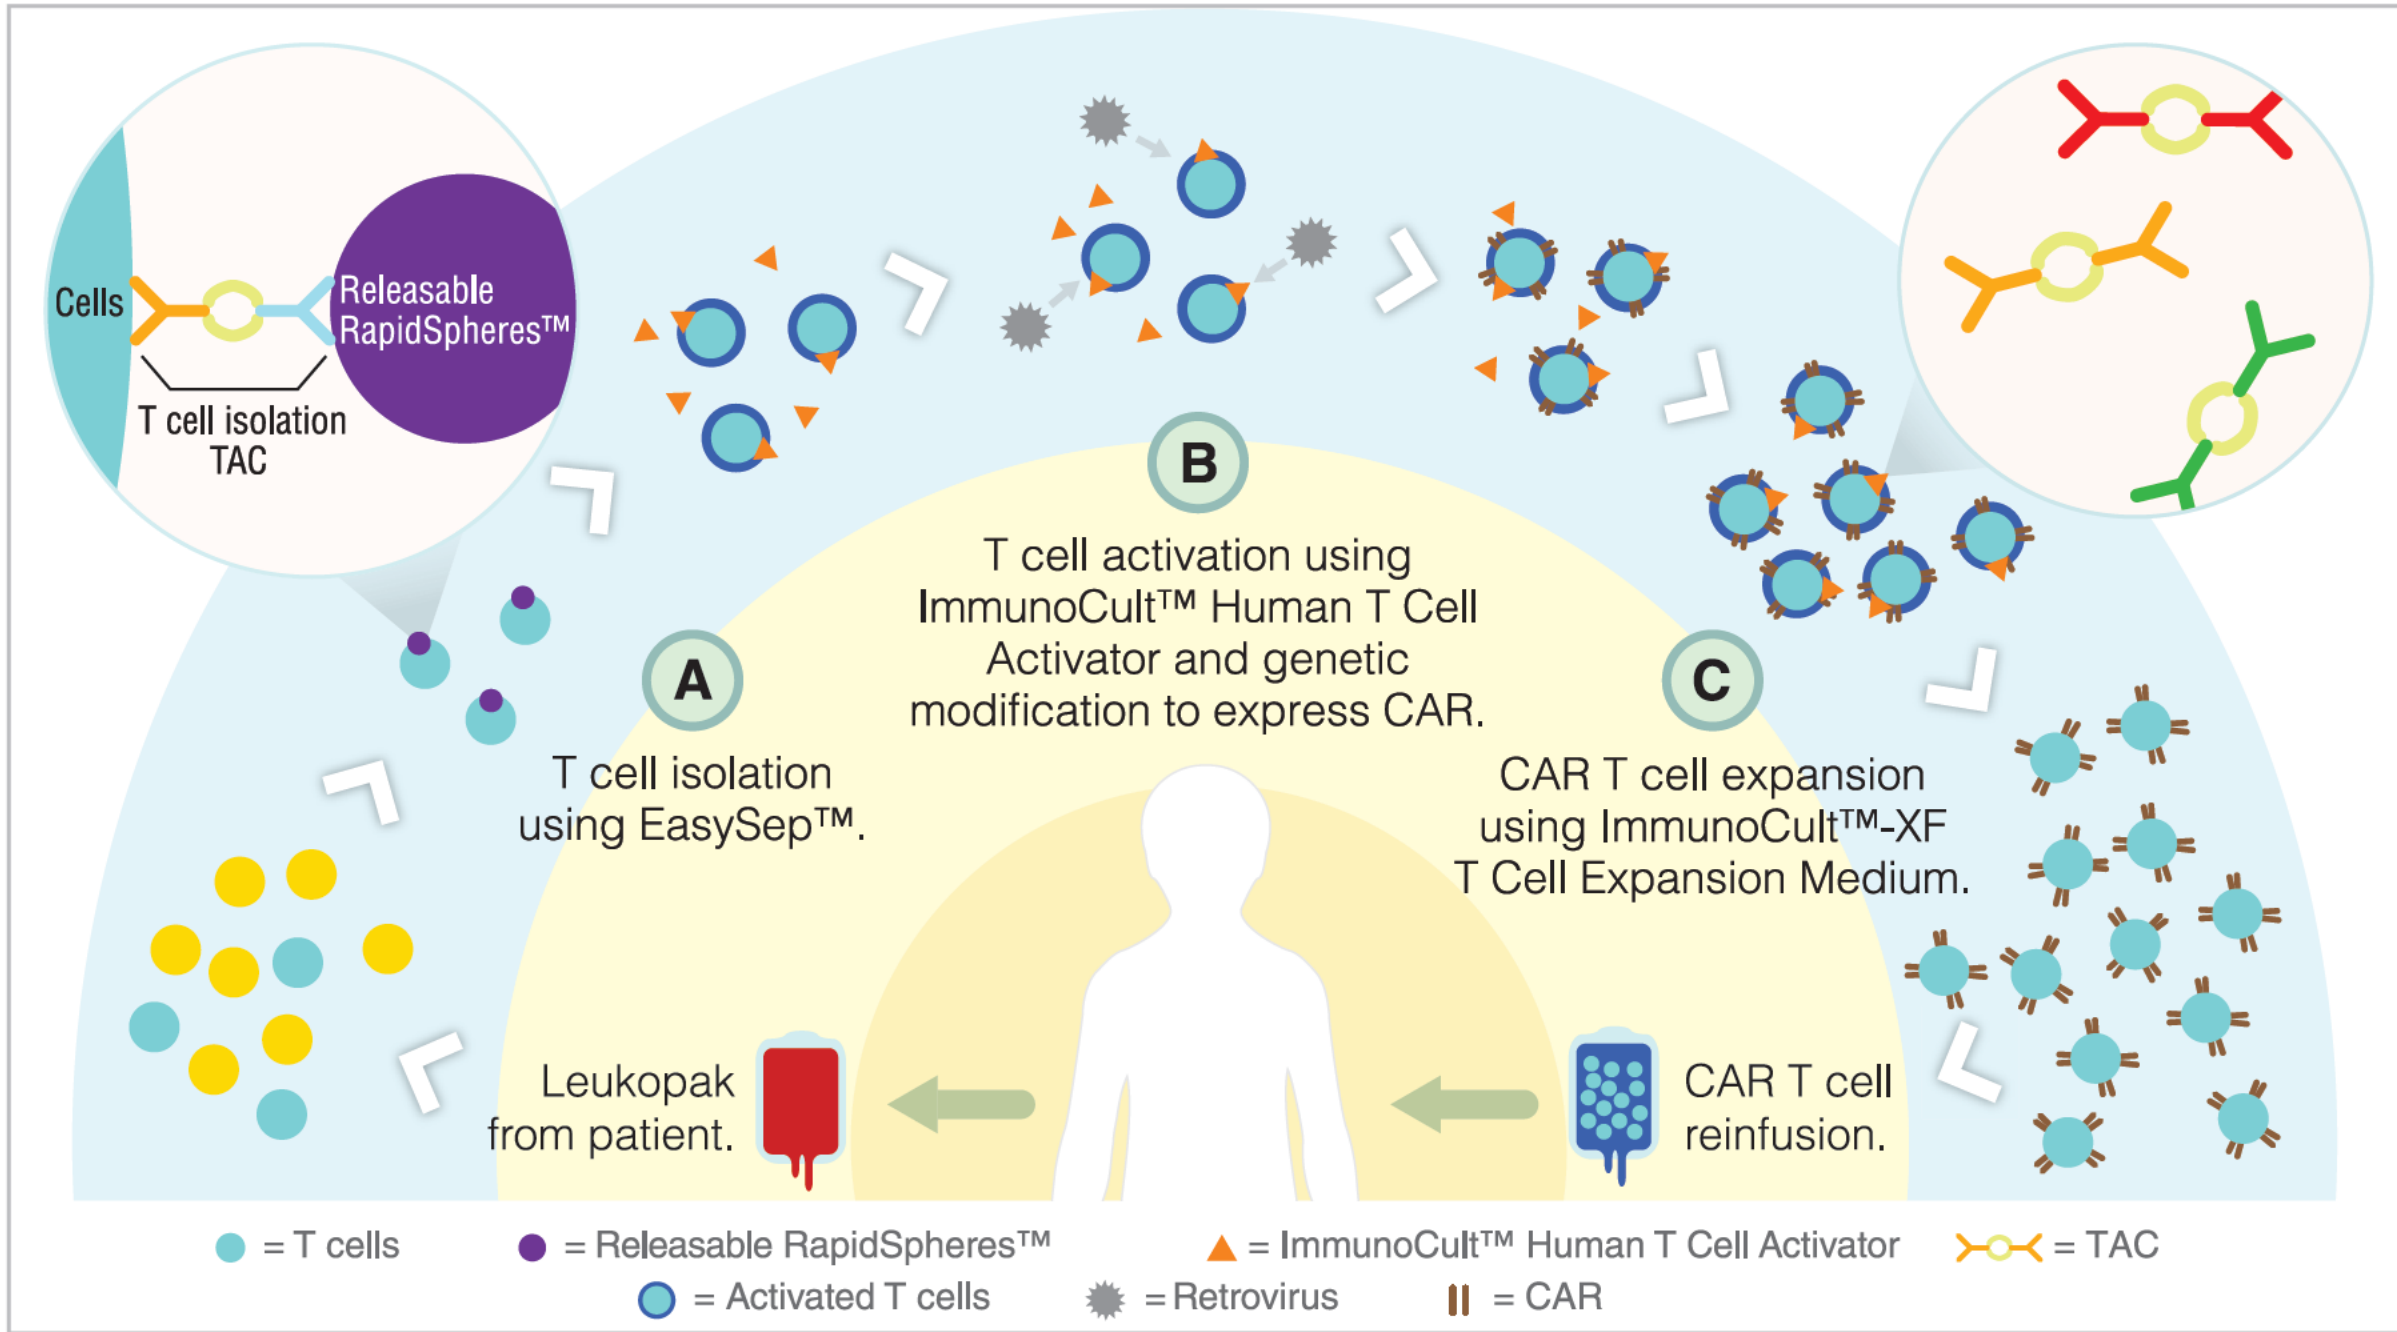 Cells
Releasable
RapidSpheres™
T cell isolation
TAC
A
T cell isolation
using EasySep™.
B
T cell activation using
ImmunoCult™ Human T Cell
Activator and genetic
modification to express CAR.
C
CAR T cell expansion
using ImmunoCult™-XF
T Cell Expansion Medium.
Leukopak
from patient.
CAR T cell
reinfusion.
= T cells
= Releasable RapidSpheres™
= ImmunoCult™ Human T Cell Activator
= TAC
= Activated T cells
= Retrovirus
= CAR